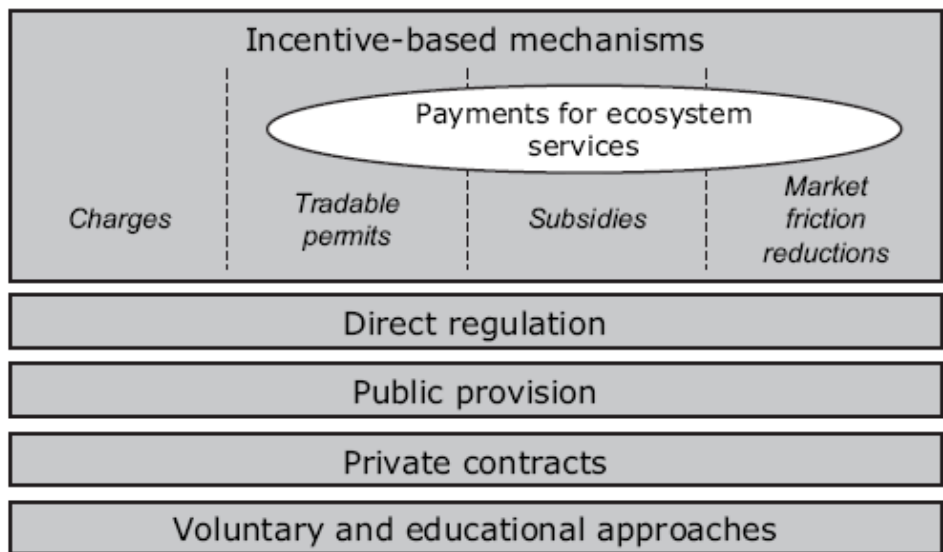 Incentive-based mechanisms
Payments for ecosystem
services
Charges
Tradable
permits
Subsidies
Market
friction
reductions
Direct regulation
Public provision
Private contracts
Voluntary and educational approaches